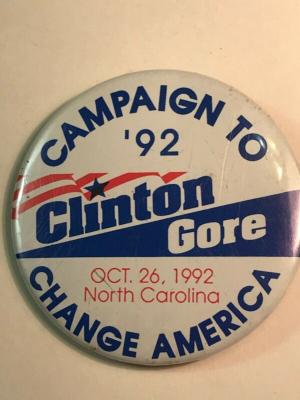 CAMPAIGN TO
'92
Clinton
Gore
OCT. 26, 1992
North Carolina
CHANGE AMERICA